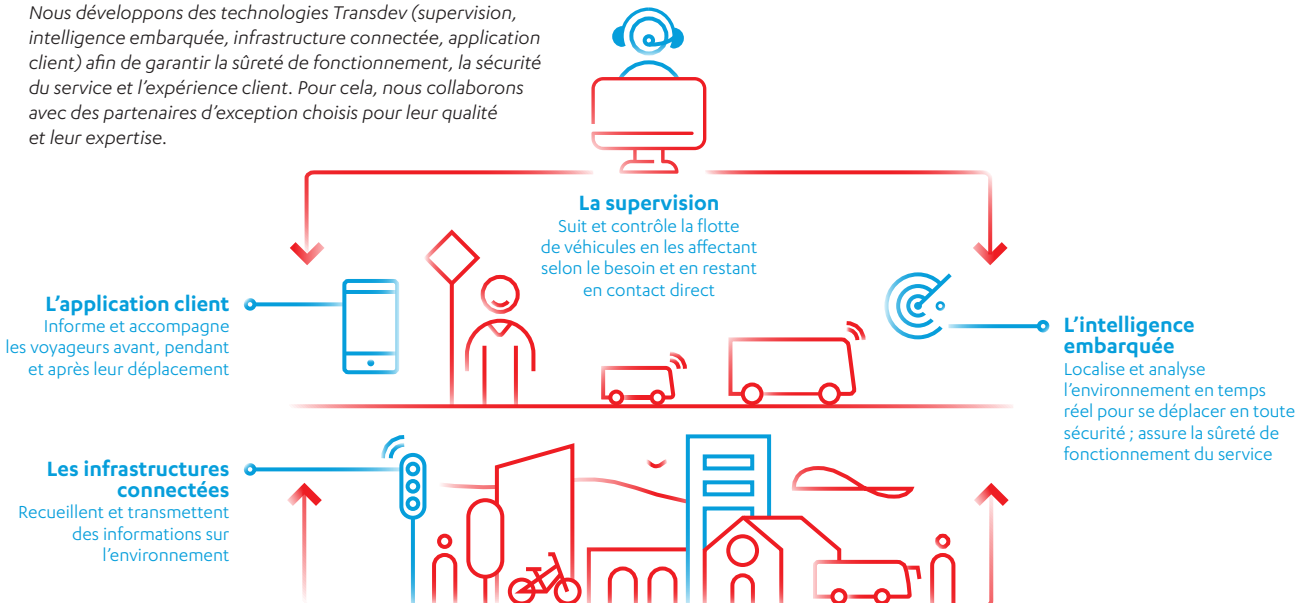 Nous développons des technologies Transdev (supervision,
intelligence embarquée, infrastructure connectée, application
client) afin de garantir la sûreté de fonctionnement, la sécurité
du service et l’expérience client. Pour cela, nous collaborons
avec des partenaires d’exception choisis pour leur qualité
et leur expertise.
La supervision
Suit et contrôle la flotte
de véhicules en les affectant
selon le besoin et en restant
en contact direct
L’application client
Informe et accompagne
les voyageurs avant, pendant
et après leur déplacement
L’intelligence
embarquée
Localise et analyse
l’environnement en temps
réel pour se déplacer en toute
sécurité ; assure la sûreté de
fonctionnement du service
Les infrastructures
connectées
Recueillent et transmettent
des informations sur
l’environnement